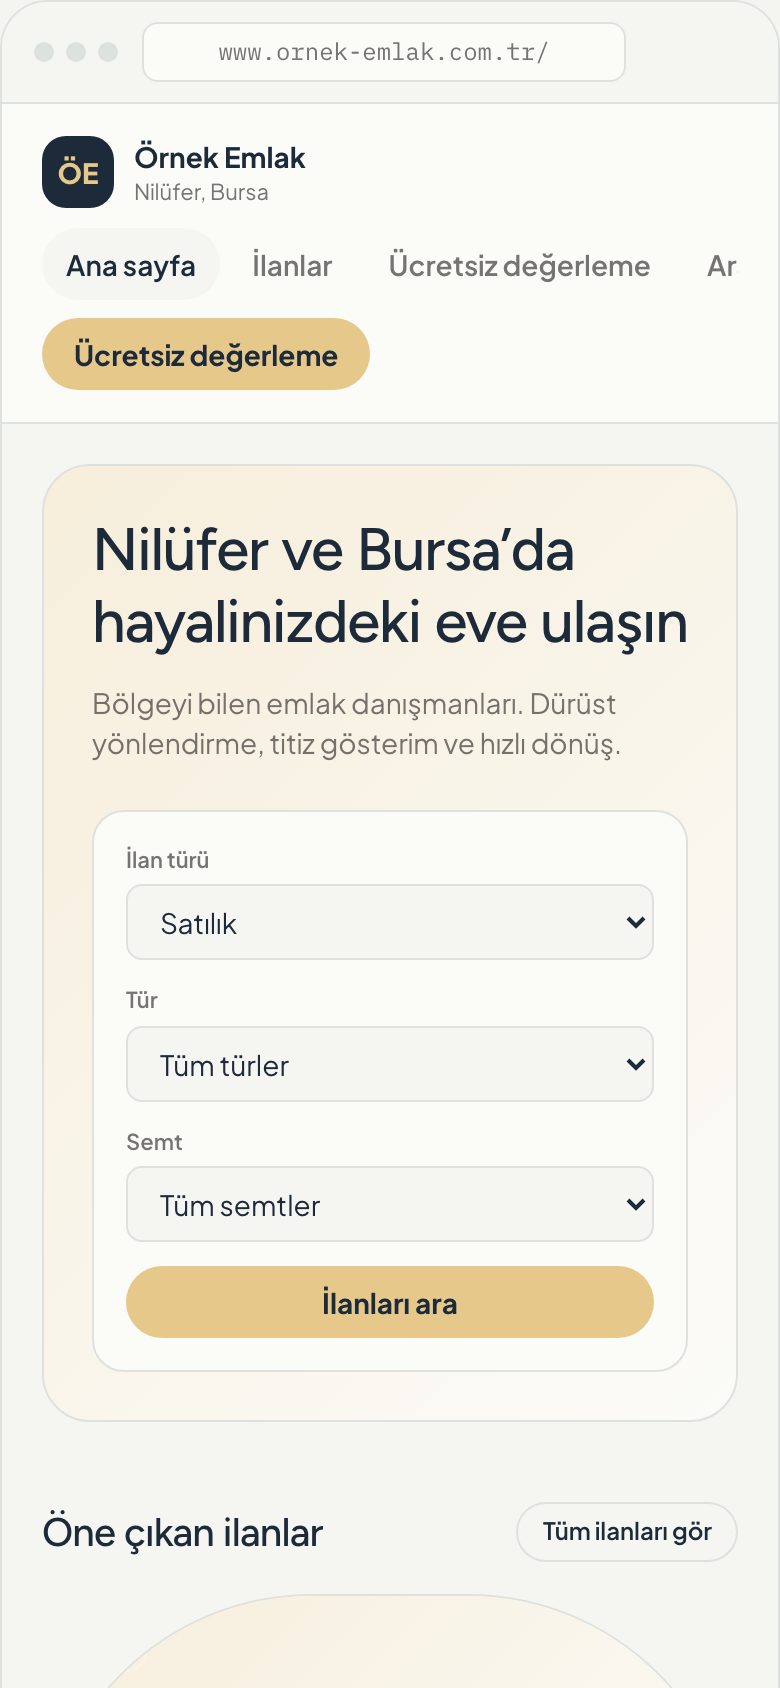 www.ornek-emlak.com.tr/
ÖE
Örnek Emlak
Nilüfer, Bursa
Ana sayfa
İlanlar
Ücretsiz değerleme
Ar
Ücretsiz değerleme
Nilüfer ve Bursa’da
hayalinizdeki eve ulaşın
Bölgeyi bilen emlak danışmanları. Dürüst
yönlendirme, titiz gösterim ve hızlı dönüş.
İlan türü
Satılık
Tür
Tüm türler
Semt
Tüm semtler
İlanları ara
Öne çıkan ilanlar
Tüm ilanları gör